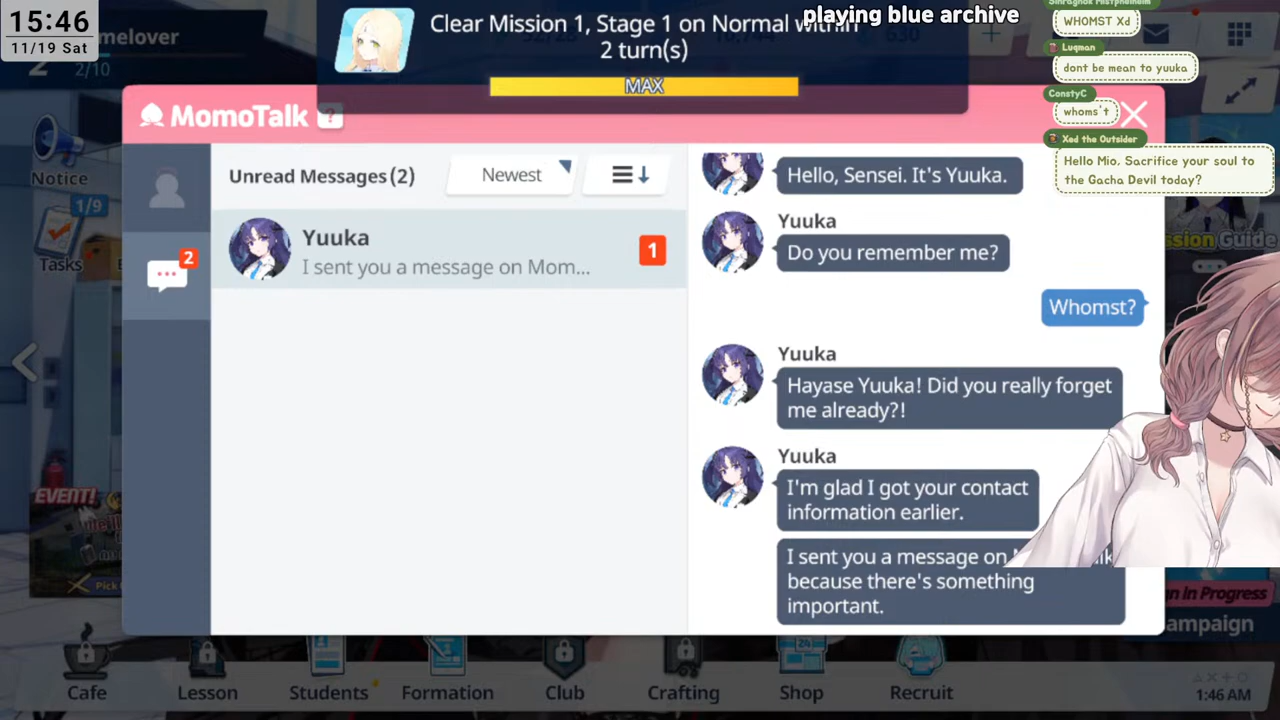 15:46
11/19 Sat
melover
2
2/10
Clear Mission 1, Stage 1 on Normal within
2 turn(s)
MAX
playing blue archive
WHOMST Xd
Luqman
dont be mean to yuuka
ConstyC
whoms't
Xed the Outsider
Hello Mio. Sacrifice your soul to
the Gacha Devil today?
MomoTalk ?
Notice
1/9
Tasks
2
Unread Messages (2)
Newest
Yuuka
I sent you a message on Mom...
1
Hello, Sensei. It's Yuuka.
Yuuka
Do you remember me?
Whomst?
Yuuka
Hayase Yuuka! Did you really forget
me already?!
Yuuka
I'm glad I got your contact
information earlier.
I sent you a message on
because there's something
important.
Guide
EVENT!
Pick
in Progress
ampaign
Cafe
Lesson
Students
Formation
Club
Crafting
24
Shop
Recruit
1:46 AM